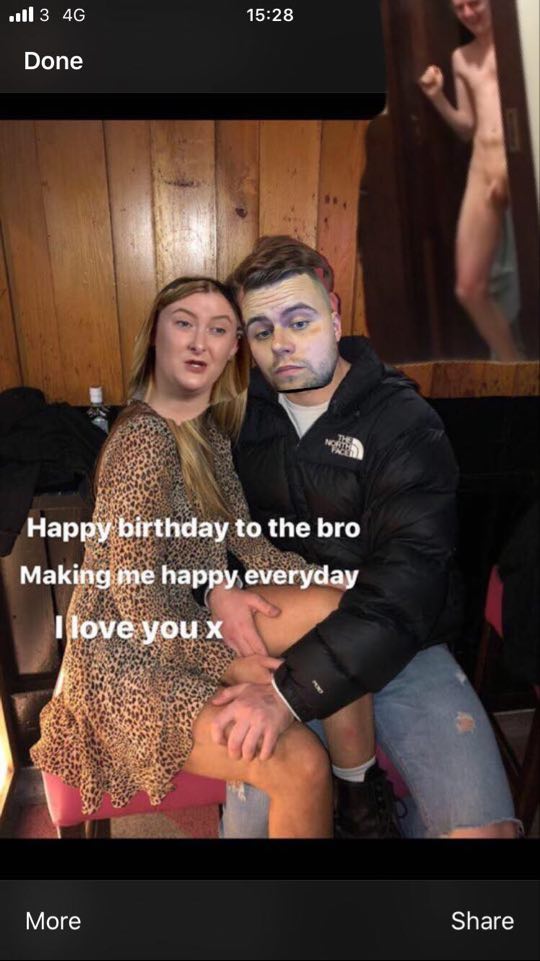 3 4G 15:28
Done
THE
NORTH
FACE
Happy birthday to the bro
Making me happy everyday
I love you x
More Share